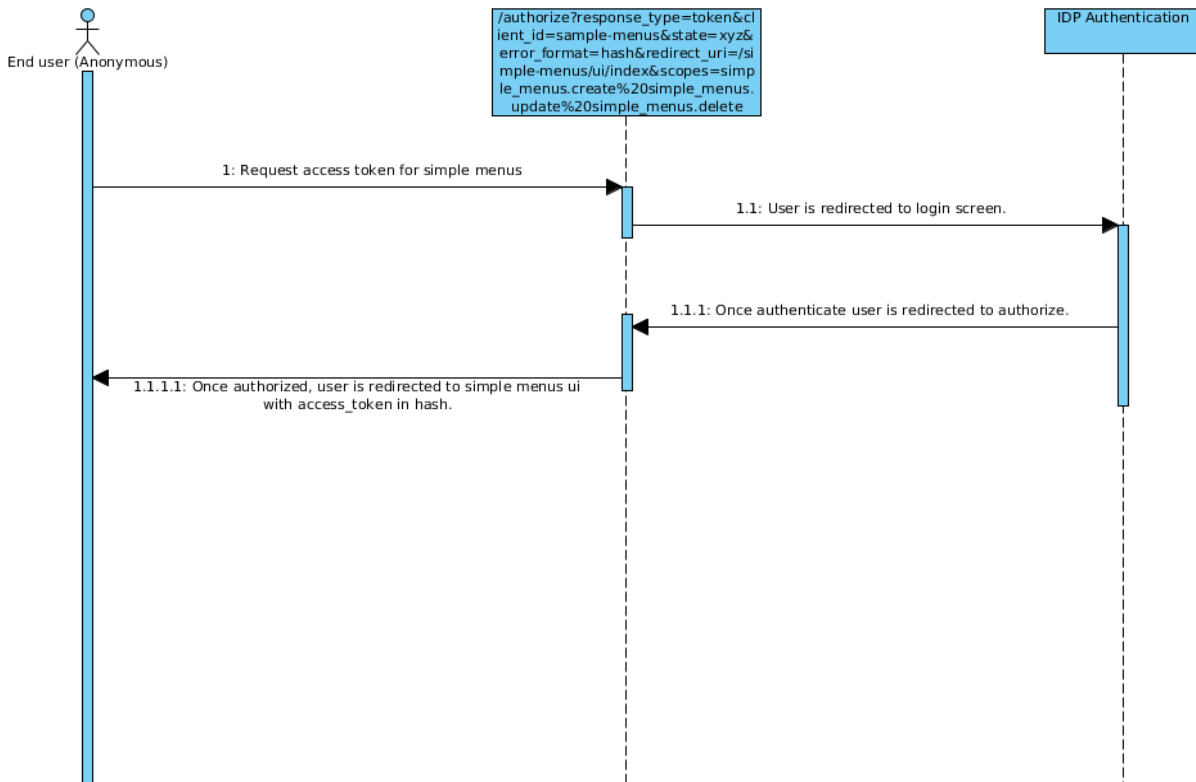 /authorize?response_type=token&cl
ient_id=sample-menus&state=xyz&
error_format=hash&redirect_uri=/si
mple-menus/ui/index&scopes=simp
le_menus.create%20simple_menus.
update%20simple_menus.delete
IDP Authentication
End user (Anonymous)
1: Request access token for simple menus
1.1: User is redirected to login screen.
1.1.1: Once authenticate user is redirected to authorize.
1.1.1.1: Once authorized, user is redirected to simple menus ui
with access_token in hash.